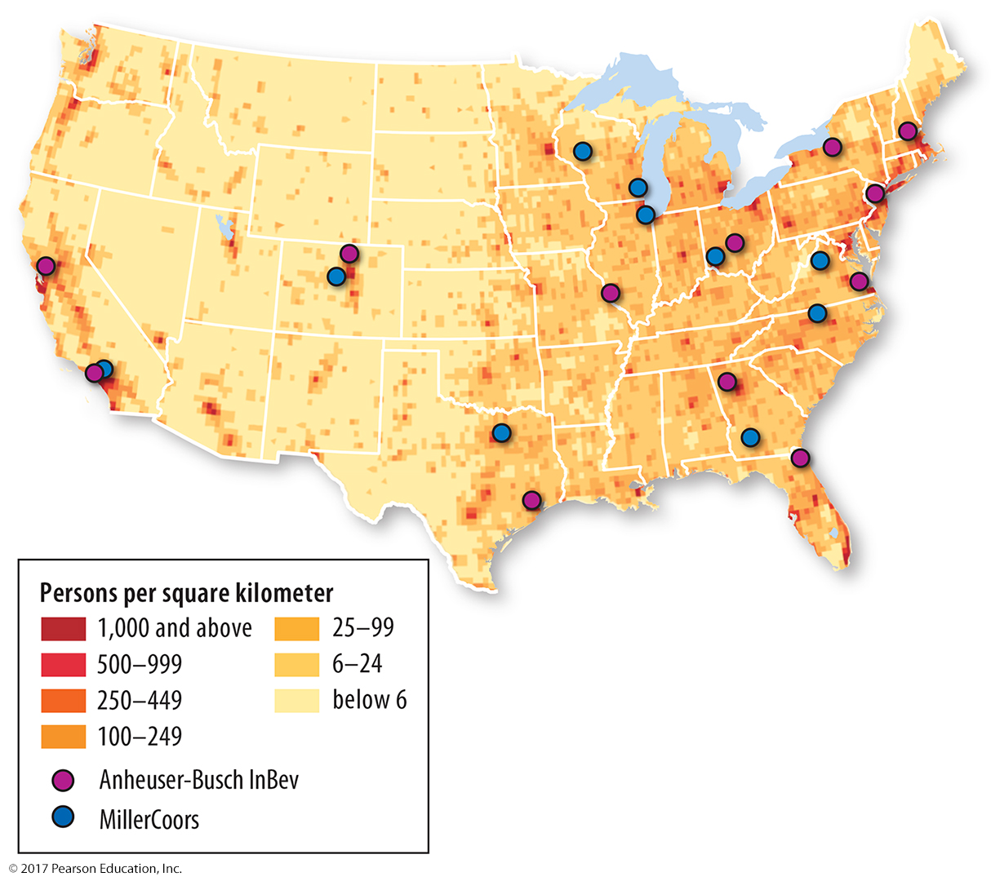 Persons per square kilometer
1,000 and above
500–999
250–449
100–249
25–99
6–24
below 6
Anheuser-Busch InBev
MillerCoors
© 2017 Pearson Education, Inc.